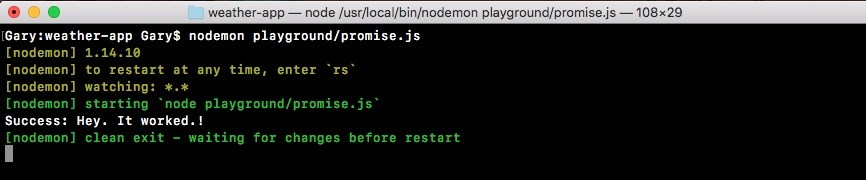 weather-app — node /usr/local/bin/nodemon playground/promise.js — 108×29
[Gary:weather-app Gary$ nodemon playground/promise.js
[nodemon] 1.14.10
[nodemon] to restart at any time, enter `rs`
[nodemon] watching: *.*
[nodemon] starting `node playground/promise.js`
Success: Hey. It worked.!
[nodemon] clean exit - waiting for changes before restart